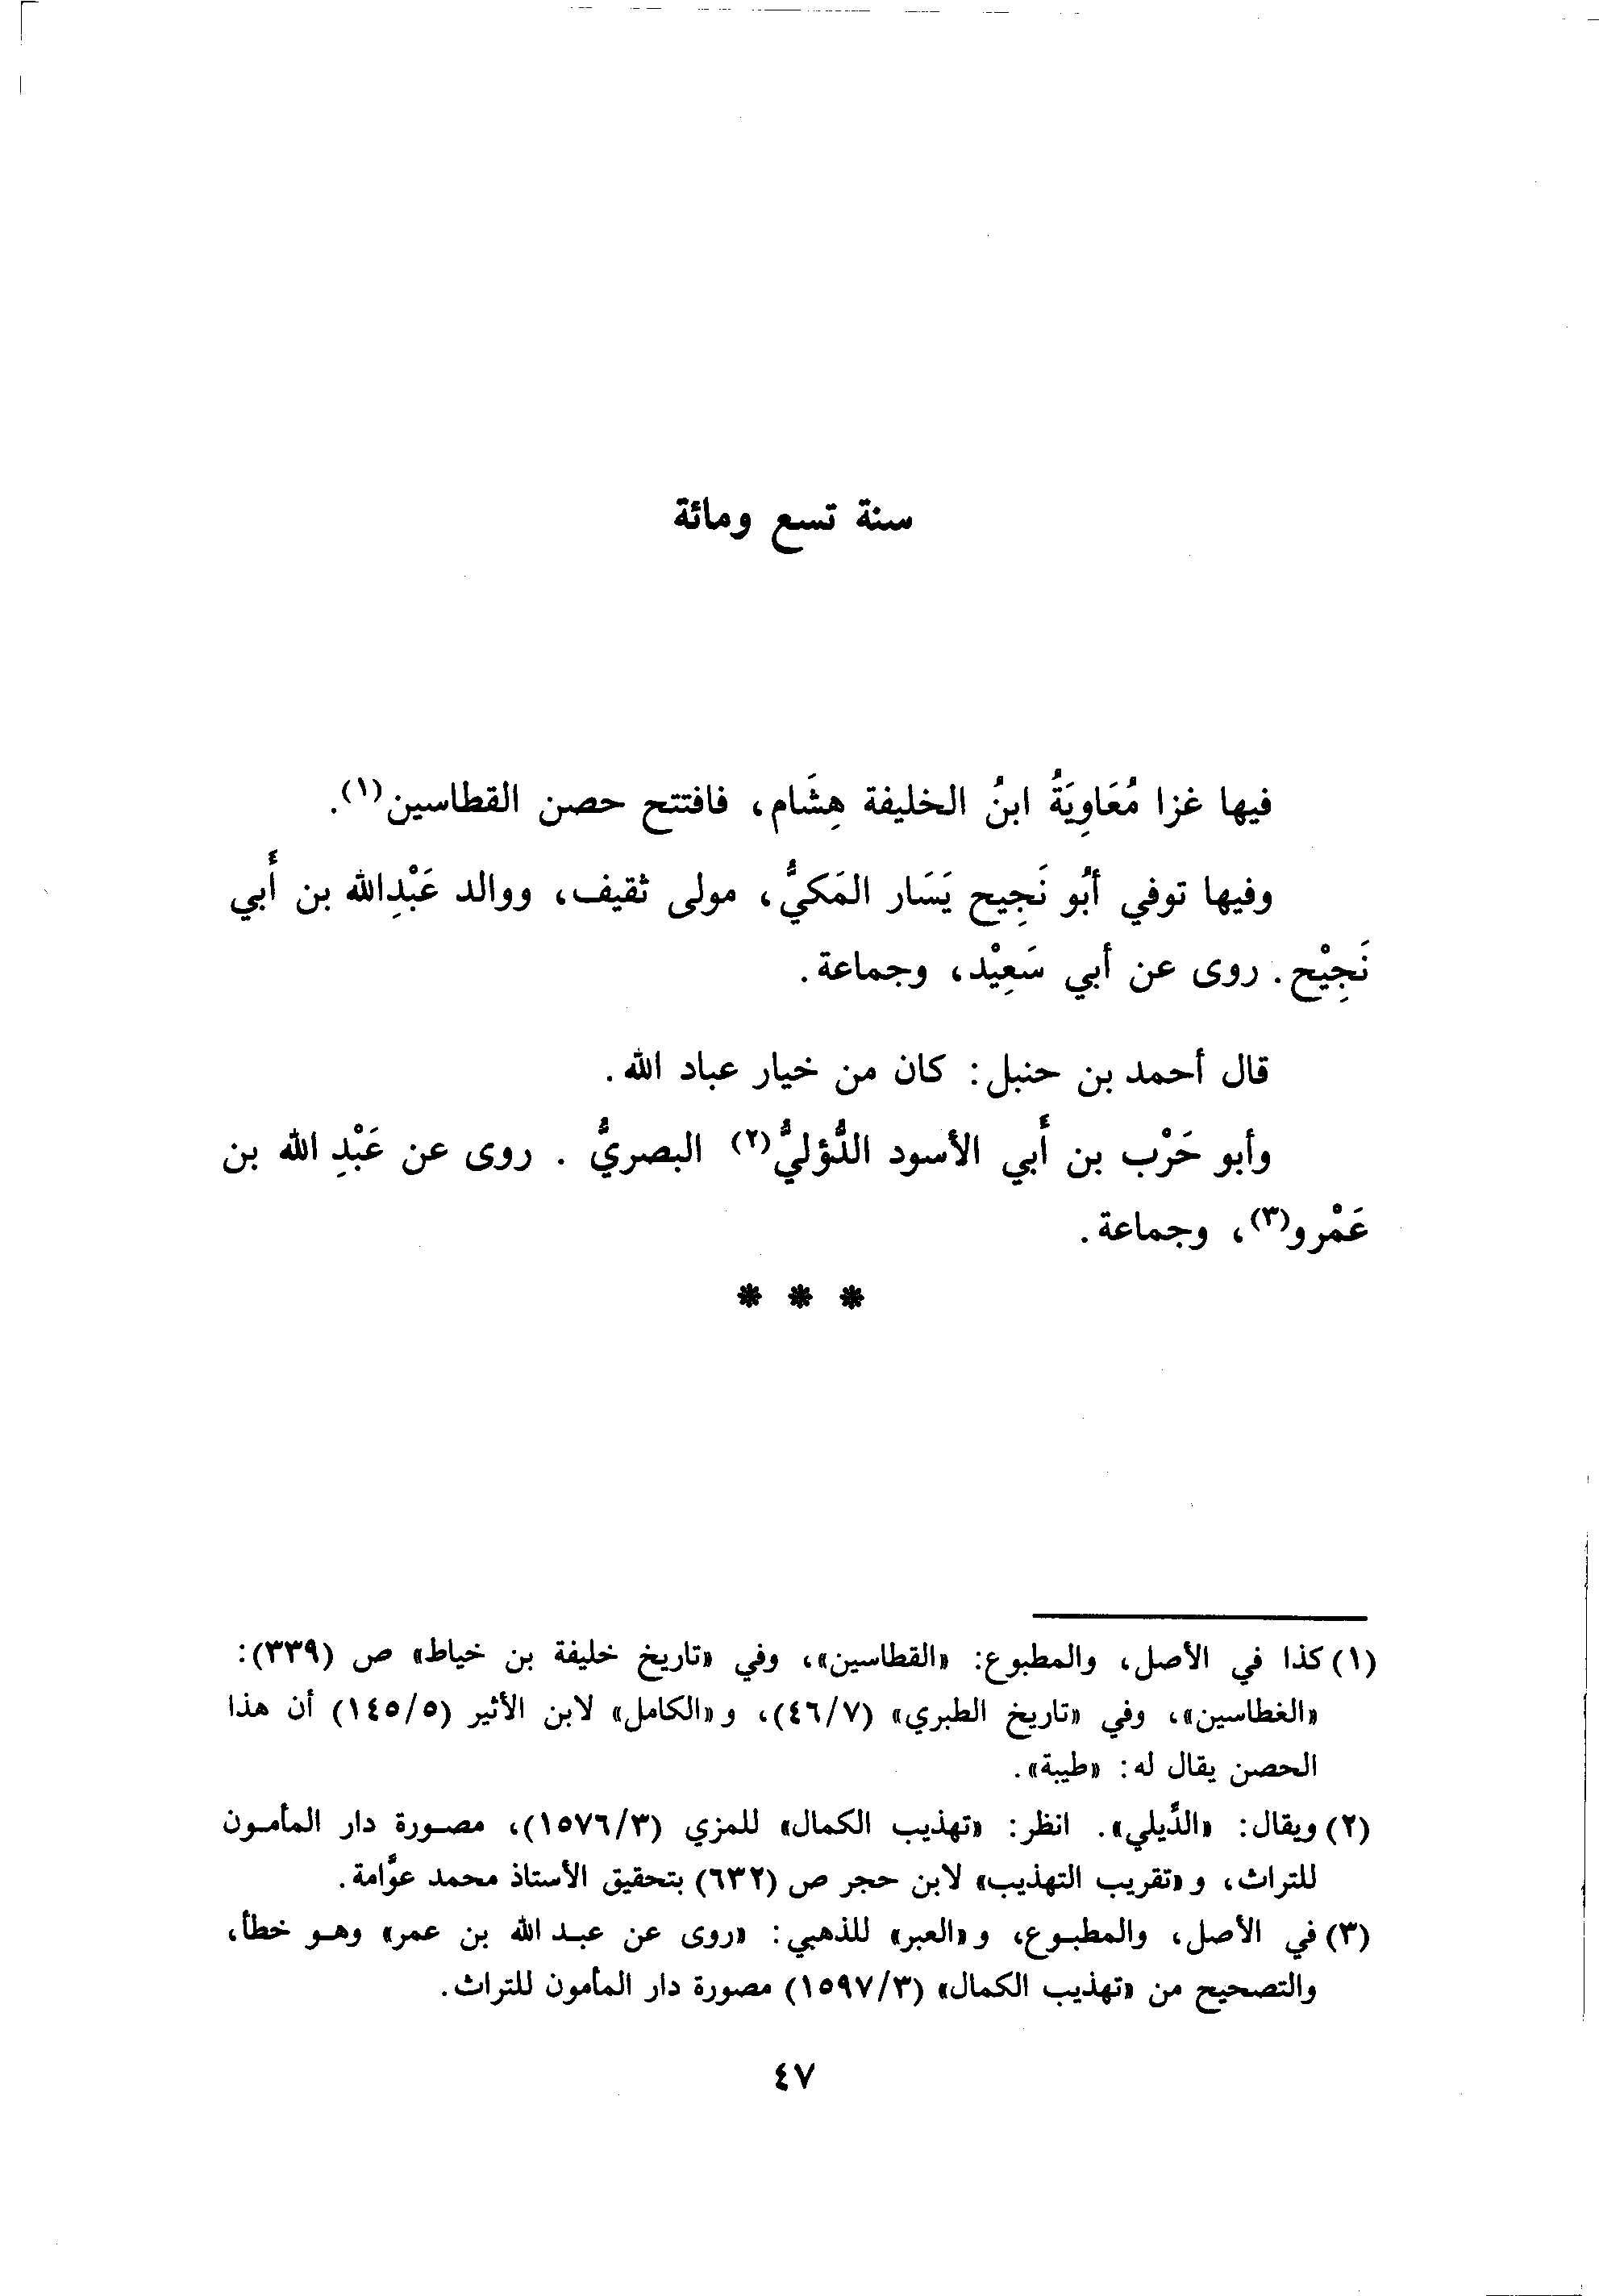 سنة تسع ومائة
فيها غزا مُعَاوِيَةُ ابنُ الخليفة هِشَام، فافتتح حصن القطاسين(١).
وفيها توفي أبُو نَجِيح يَسَار المَكيُّ، مولى ثقيف، ووالد عَبْدِالله بن أَبي
نَجِيْح. روى عن أبي سَعِيْد، وجماعة.
قال أحمد بن حنبل: كان من خيار عباد الله.
وأبو حَرْب بن أَبي الأسود الدُّؤليُّ(٢) البصريُّ . روى عن عَبْدِ الله بن
عَمْرو(٣)، وجماعة.
* * *
(١) كذا في الأصل، والمطبوع: «القطاسين»، وفي «تاريخ خليفة بن خياط» ص (٣٣٩):
«الغطاسين»، وفي «تاريخ الطبري» (٤٦/٧)، و«الكامل» لابن الأثير (١٤٥/٥) أن هذا
الحصن يقال له: «طيبة».
(٢) ويقال: «الدَّيلي». انظر: «تهذيب الكمال» للمزي (١٥٧٦/٣)، مصورة دار المأمون
للتراث، و«تقريب التهذيب» لابن حجر ص (٦٣٢) بتحقيق الأستاذ محمد عوَّامة.
(٣) في الأصل، والمطبوع، و«العبر» للذهبي: «روى عن عبد الله بن عمر» وهو خطأ،
والتصحيح من «تهذيب الكمال» (١٥٩٧/٣) مصورة دار المأمون للتراث.
٤٧